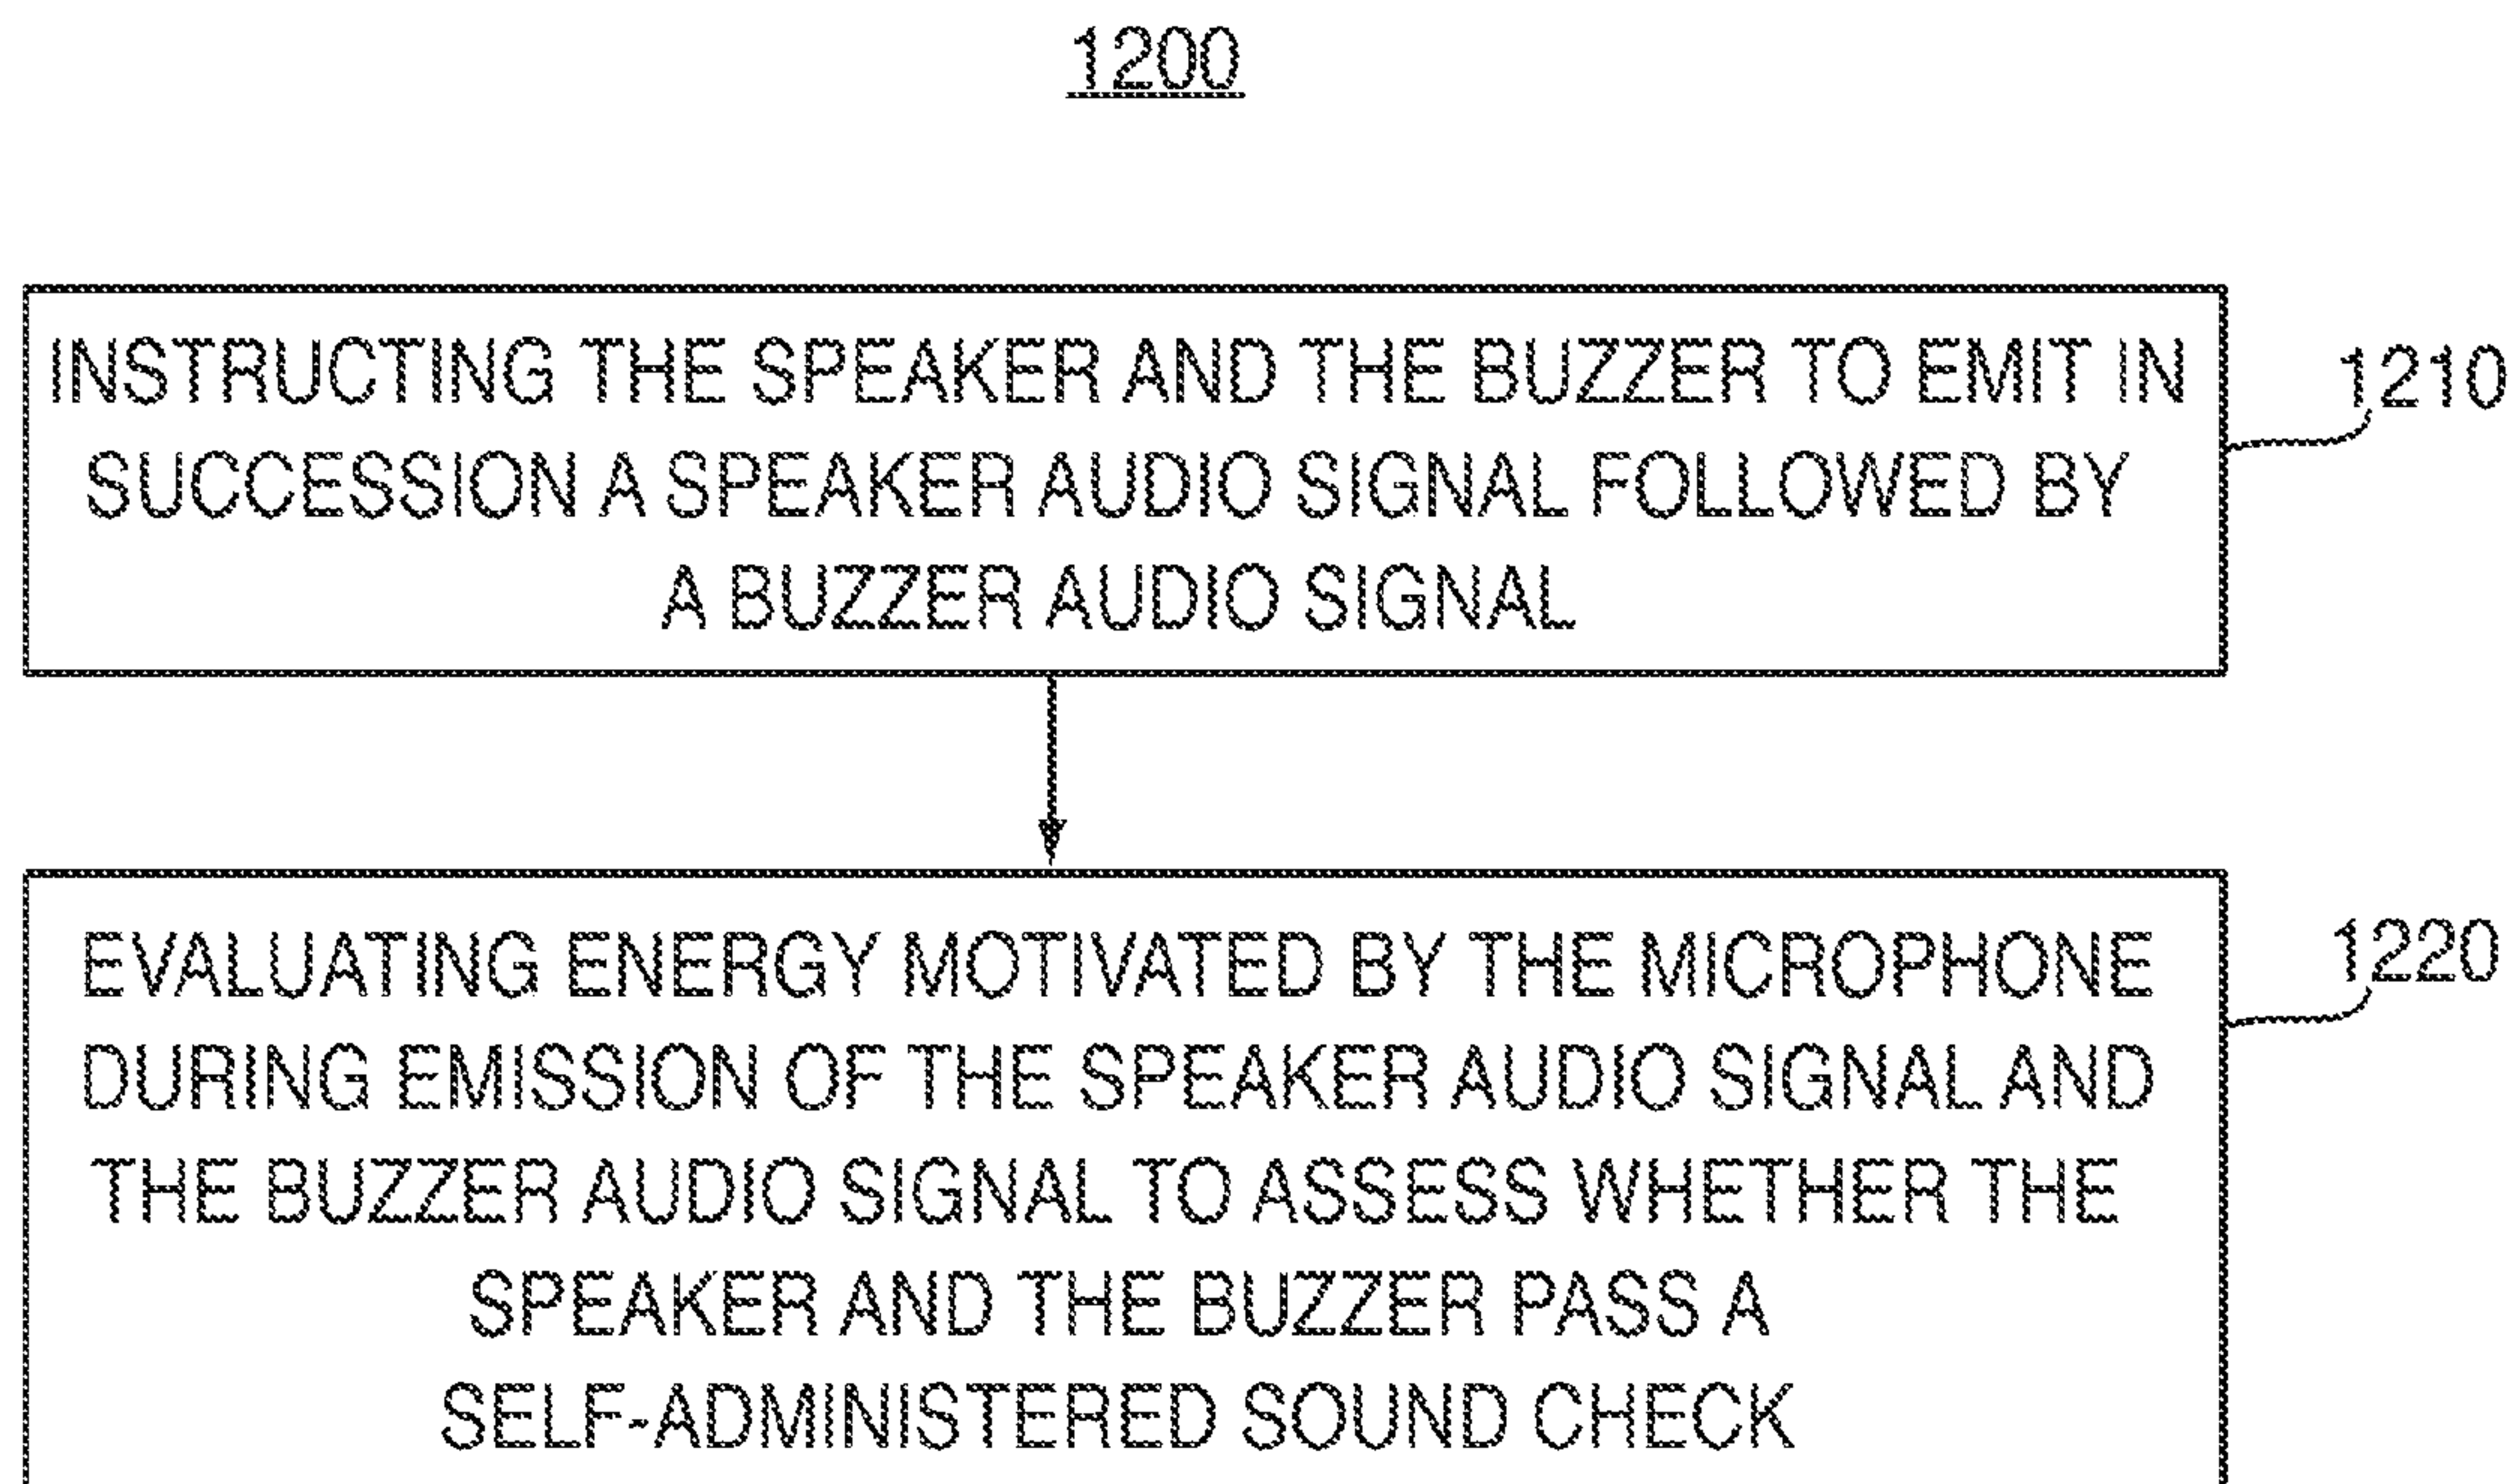 1200
INSTRUCTING THE SPEAKER AND THE BUZZER TO EMIT IN
SUCCESSION A SPEAKER AUDIO SIGNAL FOLLOWED BY
A BUZZER AUDIO SIGNAL
1210
EVALUATING ENERGY MOTIVATED BY THE MICROPHONE
DURING EMISSION OF THE SPEAKER AUDIO SIGNAL AND
THE BUZZER AUDIO SIGNAL TO ASSESS WHETHER THE
SPEAKER AND THE BUZZER PASS A
SELF-ADMINISTERED SOUND CHECK
1220